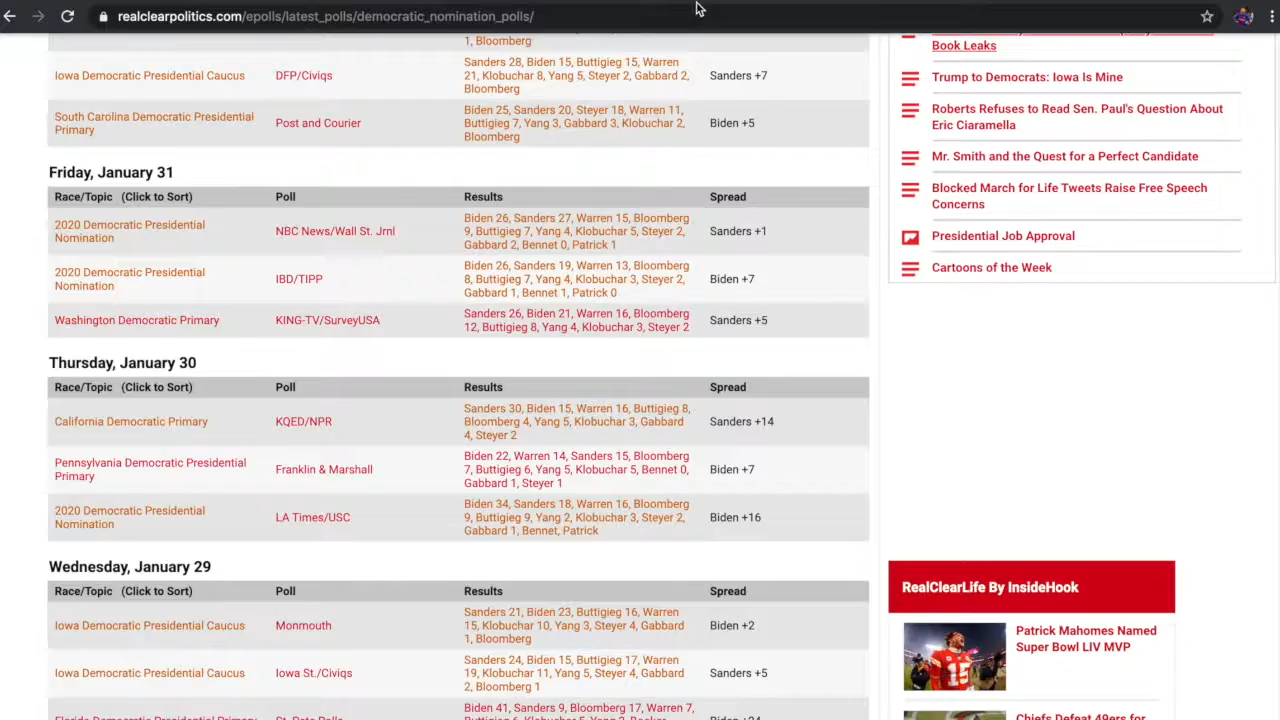 realclearpolitics.com/epolls/latest_polls/democratic_nomination_polls/
1, Bloomberg
Iowa Democratic Presidential Caucus
DFP/Civiqs
Sanders 28, Biden 15, Buttigieg 15, Warren
21, Klobuchar 8, Yang 5, Steyer 2, Gabbard 2,
Bloomberg
Sanders +7
South Carolina Democratic Presidential
Primary
Post and Courier
Biden 25, Sanders 20, Steyer 18, Warren 11,
Buttigieg 7, Yang 3, Gabbard 3, Klobuchar 2,
Bloomberg
Biden +5
Friday, January 31
Race/Topic (Click to Sort)
Poll
Results
Spread
2020 Democratic Presidential
Nomination
NBC News/Wall St. Jrnl
Biden 26, Sanders 27, Warren 15, Bloomberg
9, Buttigieg 7, Yang 4, Klobuchar 5, Steyer 2,
Gabbard 2, Bennet 0, Patrick 1
Sanders +1
2020 Democratic Presidential
Nomination
IBD/TIPP
Biden 26, Sanders 19, Warren 13, Bloomberg
8, Buttigieg 7, Yang 4, Klobuchar 3, Steyer 2,
Gabbard 1, Bennet 1, Patrick 0
Biden +7
Washington Democratic Primary
KING-TV/SurveyUSA
Sanders 26, Biden 21, Warren 16, Bloomberg
12, Buttigieg 8, Yang 4, Klobuchar 3, Steyer 2
Sanders +5
Thursday, January 30
Race/Topic (Click to Sort)
Poll
Results
Spread
California Democratic Primary
KQED/NPR
Sanders 30, Biden 15, Warren 16, Buttigieg 8,
Bloomberg 4, Yang 5, Klobuchar 3, Gabbard
4, Steyer 2
Sanders +14
Pennsylvania Democratic Presidential
Primary
Franklin & Marshall
Biden 22, Warren 14, Sanders 15, Bloomberg
7, Buttigieg 6, Yang 5, Klobuchar 5, Bennet 0,
Gabbard 1, Steyer 1
Biden +7
2020 Democratic Presidential
Nomination
LA Times/USC
Biden 34, Sanders 18, Warren 16, Bloomberg
9, Buttigieg 9, Yang 2, Klobuchar 3, Steyer 2,
Gabbard 1, Bennet, Patrick
Biden +16
Wednesday, January 29
Race/Topic (Click to Sort)
Poll
Results
Spread
Iowa Democratic Presidential Caucus
Monmouth
Sanders 21, Biden 23, Buttigieg 16, Warren
15, Klobuchar 10, Yang 3, Steyer 4, Gabbard
1, Bloomberg
Biden +2
Iowa Democratic Presidential Caucus
Iowa St./Civiqs
Sanders 24, Biden 15, Buttigieg 17, Warren
19, Klobuchar 11, Yang 5, Steyer 4, Gabbard
2, Bloomberg 1
Sanders +5
Biden 41, Sanders 9, Bloomberg 17, Warren 7,
Book Leaks
Trump to Democrats: Iowa Is Mine
Roberts Refuses to Read Sen. Paul's Question About
Eric Ciaramella
Mr. Smith and the Quest for a Perfect Candidate
Blocked March for Life Tweets Raise Free Speech
Concerns
Presidential Job Approval
Cartoons of the Week
RealClearLife By InsideHook
Patrick Mahomes Named
Super Bowl LIV MVP
Chiefs Defeat 49ers for